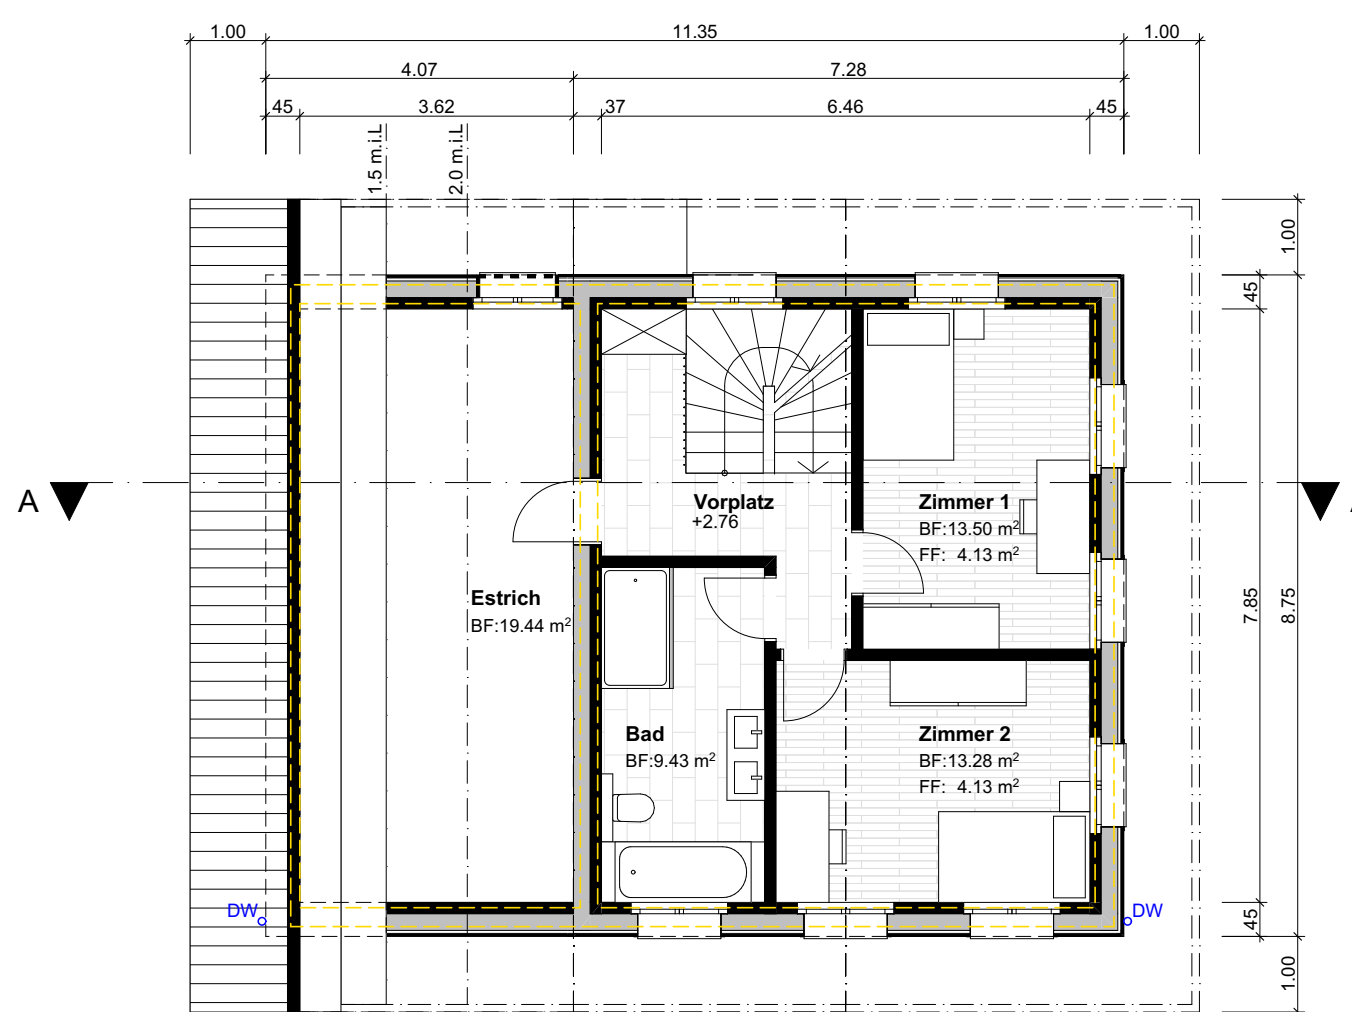 1.00 11.35 1.00
4.07 7.28
45 3.62 37 6.46 45
1.5 m.i.L
2.0 m.i.L
1.00
45
A
Vorplatz
+2.76
Zimmer 1
BF:13.50 m²
FF: 4.13 m²
Estrich
BF:19.44 m²
7.85
8.75
Bad
BF:9.43 m²
Zimmer 2
BF:13.28 m²
FF: 4.13 m²
DW
DW
45
1.00